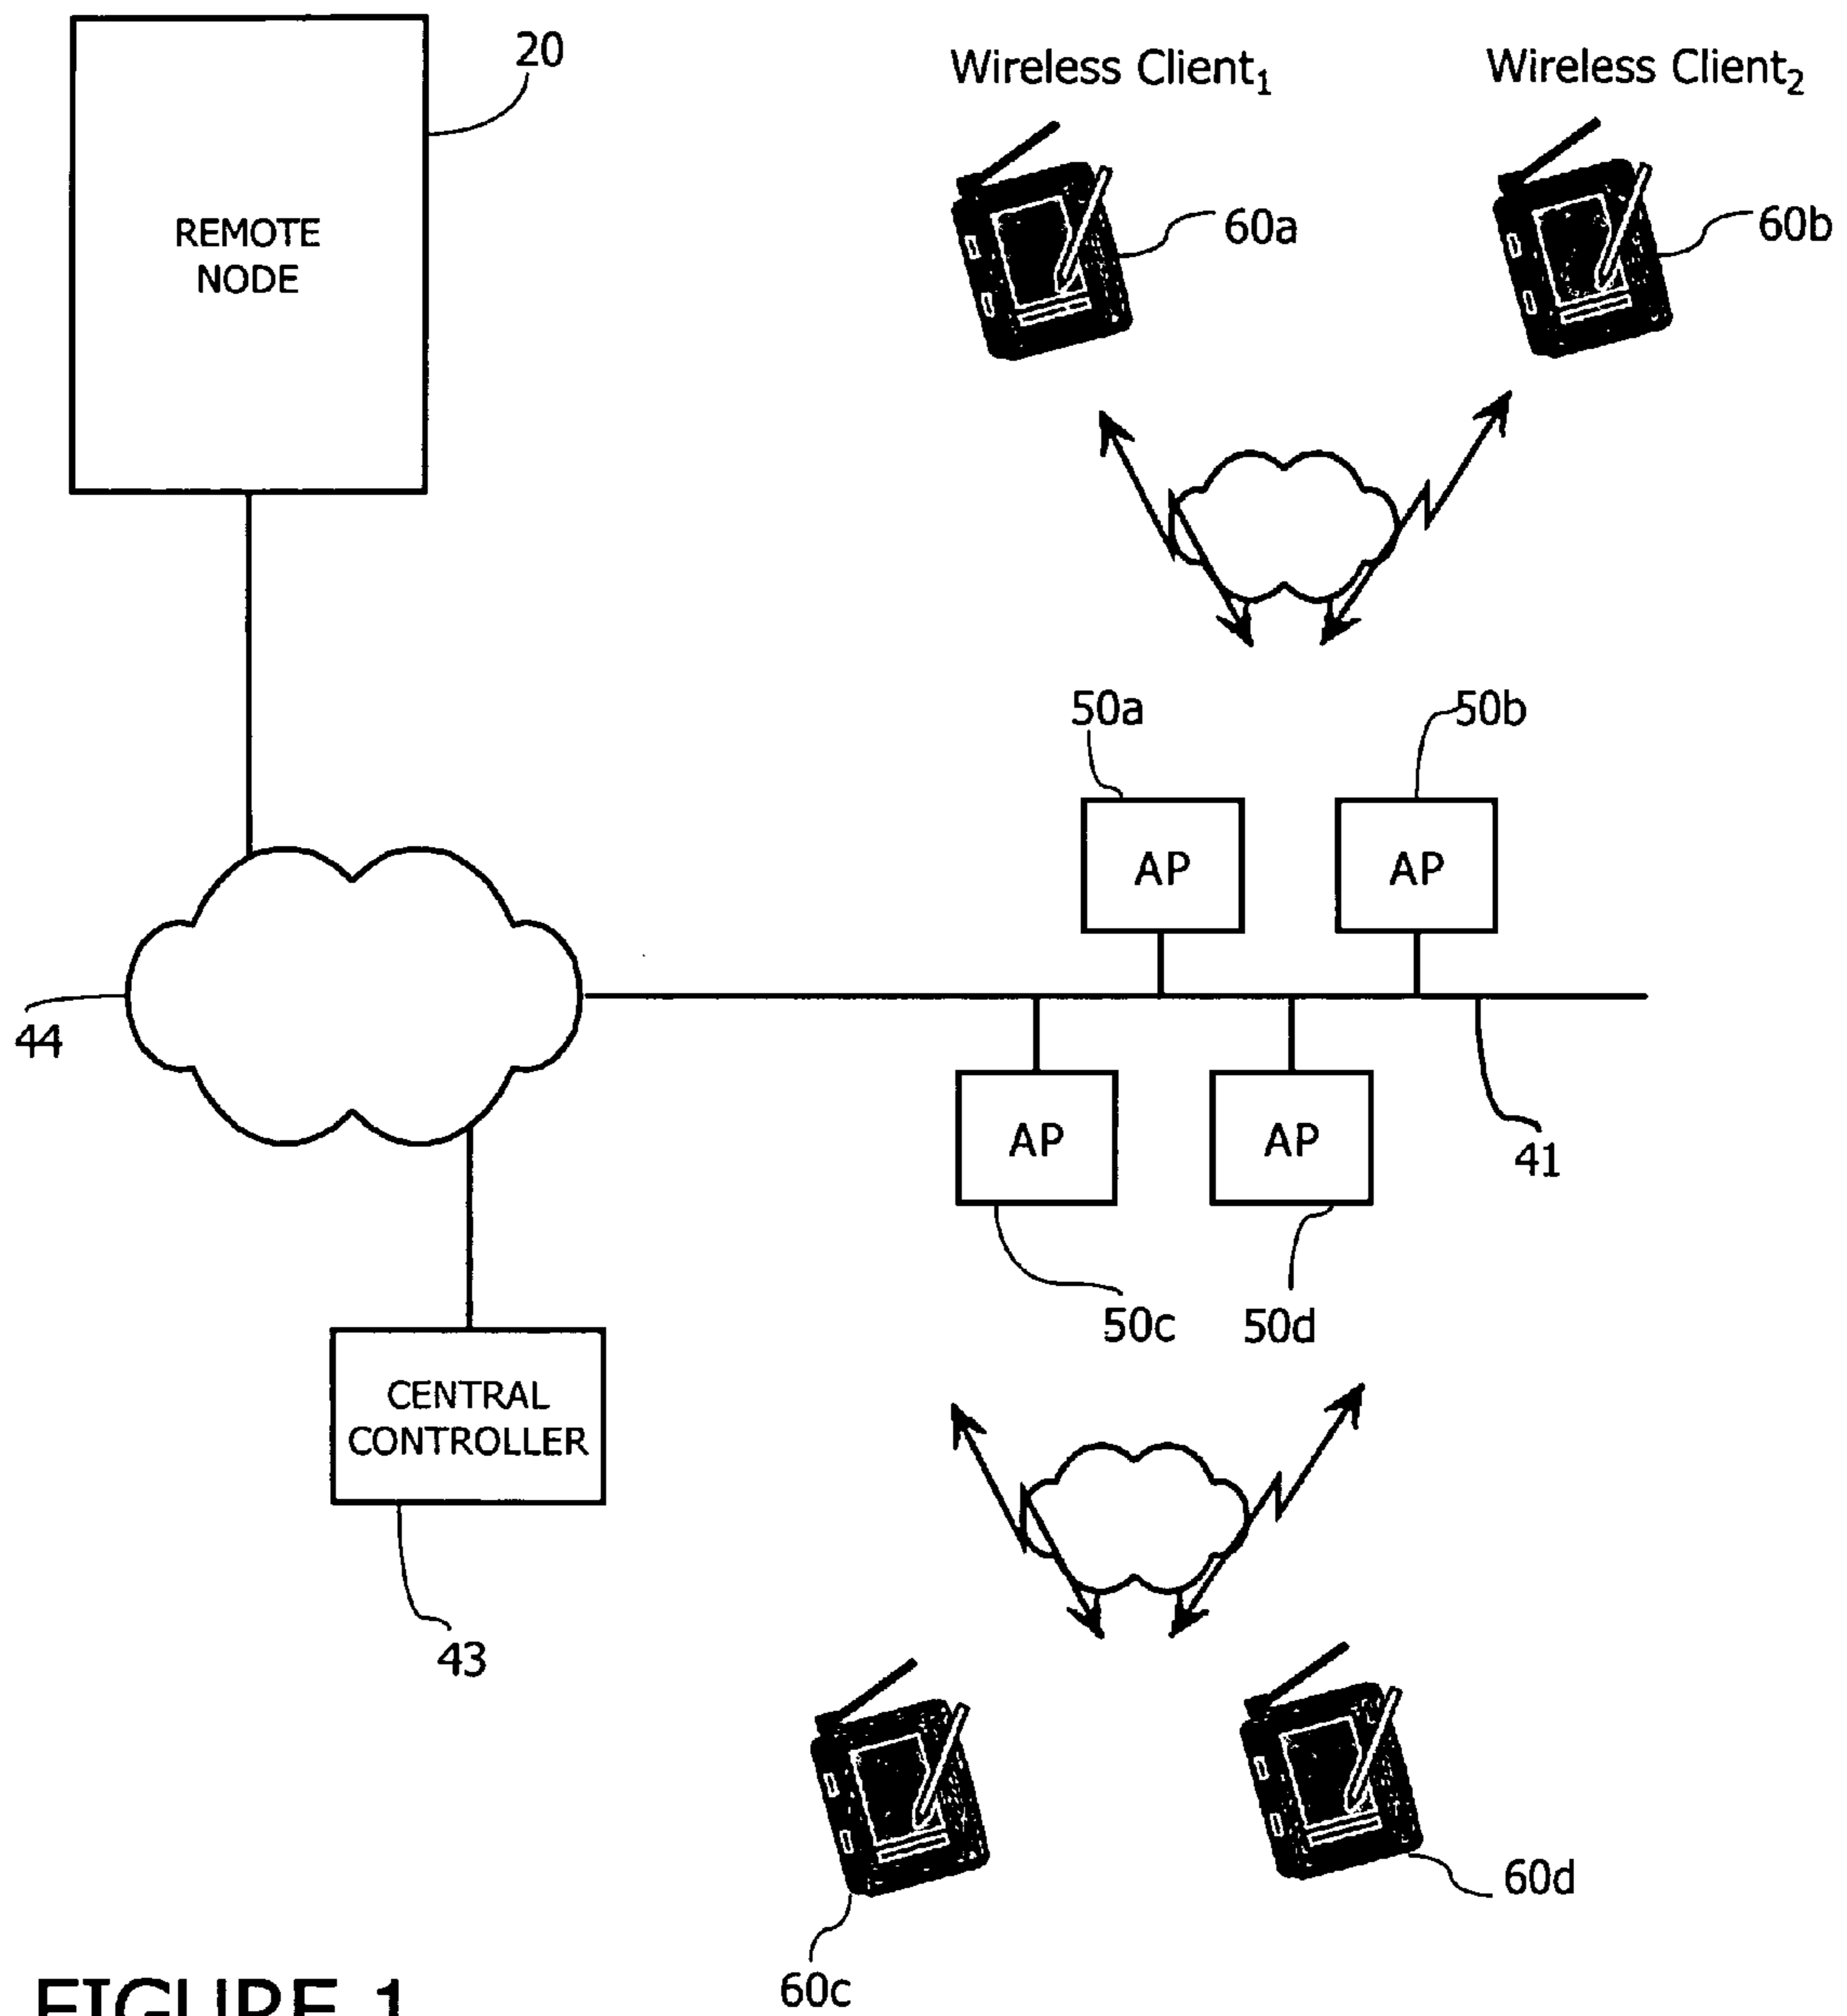 20
Wireless Client1
Wireless Client2
REMOTE
NODE
60a
60b
50a
50b
AP
AP
44
AP
AP
41
50c
50d
CENTRAL
CONTROLLER
43
60d
60c
FIGURE 1